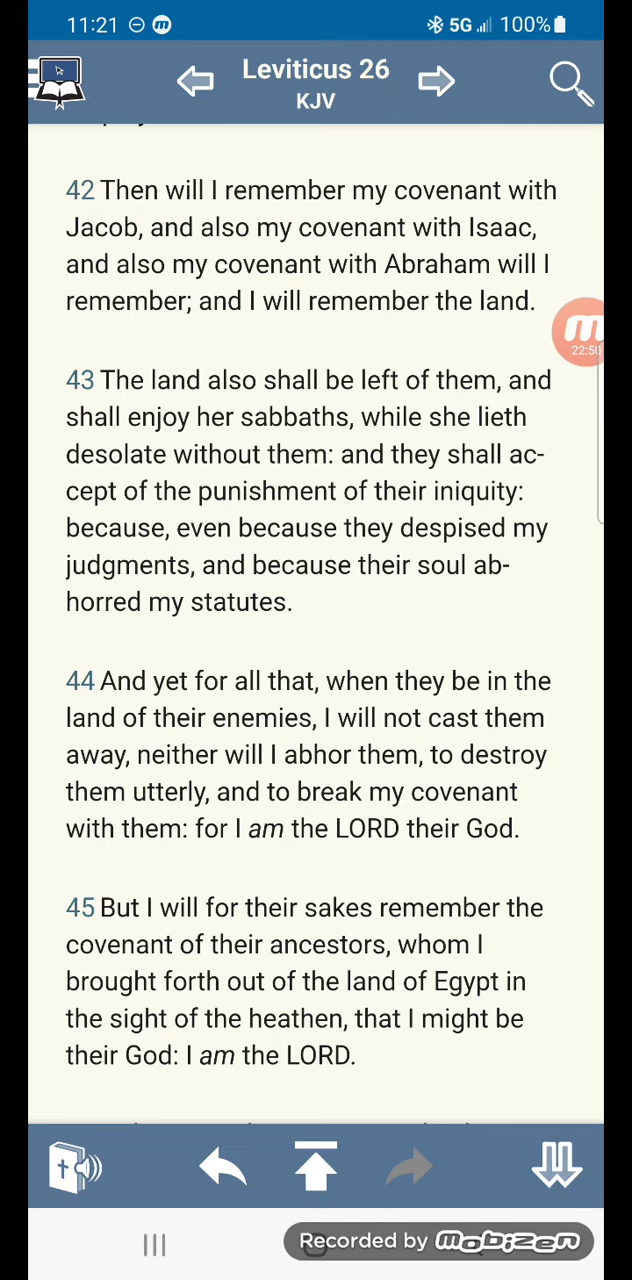 11:21
5G 100%
Leviticus 26
KJV
42 Then will I remember my covenant with
Jacob, and also my covenant with Isaac,
and also my covenant with Abraham will I
remember; and I will remember the land.
22:50
43 The land also shall be left of them, and
shall enjoy her sabbaths, while she lieth
desolate without them: and they shall ac-
cept of the punishment of their iniquity:
because, even because they despised my
judgments, and because their soul ab-
horred my statutes.
44 And yet for all that, when they be in the
land of their enemies, I will not cast them
away, neither will I abhor them, to destroy
them utterly, and to break my covenant
with them: for I am the LORD their God.
45 But I will for their sakes remember the
covenant of their ancestors, whom I
brought forth out of the land of Egypt in
the sight of the heathen, that I might be
their God: I am the LORD.
Recorded by mobizen